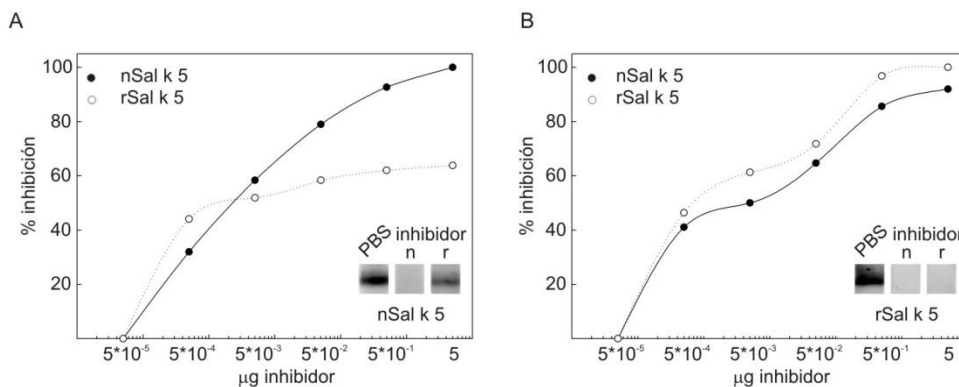 A
100
80
60
40
20
% inhibición
nSal k 5
rSal k 5
PBS
inhibidor
n r
nSal k 5
5*10-5 5*10-4 5*10-3 5*10-2 5*10-1 5
μg inhibidor
B
100
80
60
40
20
% inhibición
nSal k 5
rSal k 5
PBS
inhibidor
n r
rSal k 5
5*10-5 5*10-4 5*10-3 5*10-2 5*10-1 5
μg inhibidor